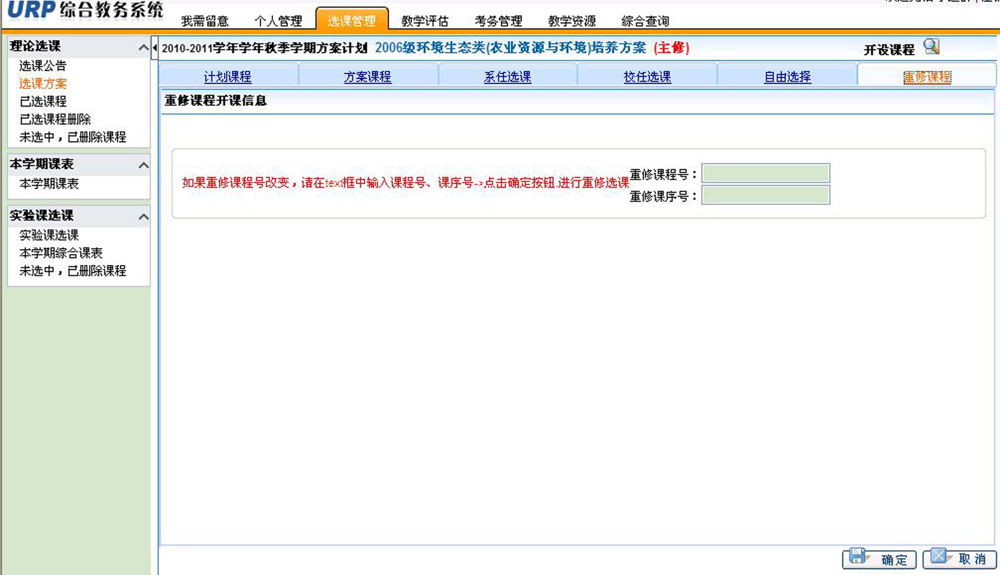 URP 综合教务系统
我需留意 个人管理 选课管理 教学评估 考务管理 教学资源 综合查询
理论选课
选课公告
选课方案
已选课程
已选课程删除
未选中，已删除课程
本学期课表
本学期课表
实验课选课
实验课选课
本学期综合课表
未选中，已删除课程
2010-2011学年学年秋季学期方案计划 2006级环境生态类(农业资源与环境)培养方案 (主修) 开设课程
计划课程 方案课程 系任选课 校任选课 自由选择 重修课程
重修课程开课信息
如果重修课程号改变，请在text框中输入课程号、课序号->点击确定按钮.进行重修选课
重修课程号：
重修课序号：
确定 取消